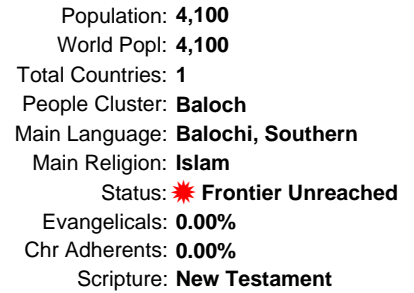 Population: 4,100
World Popl: 4,100
Total Countries: 1
People Cluster: Baloch
Main Language: Balochi, Southern
Main Religion: Islam
Status: Frontier Unreached
Evangelicals: 0.00%
Chr Adherents: 0.00%
Scripture: New Testament